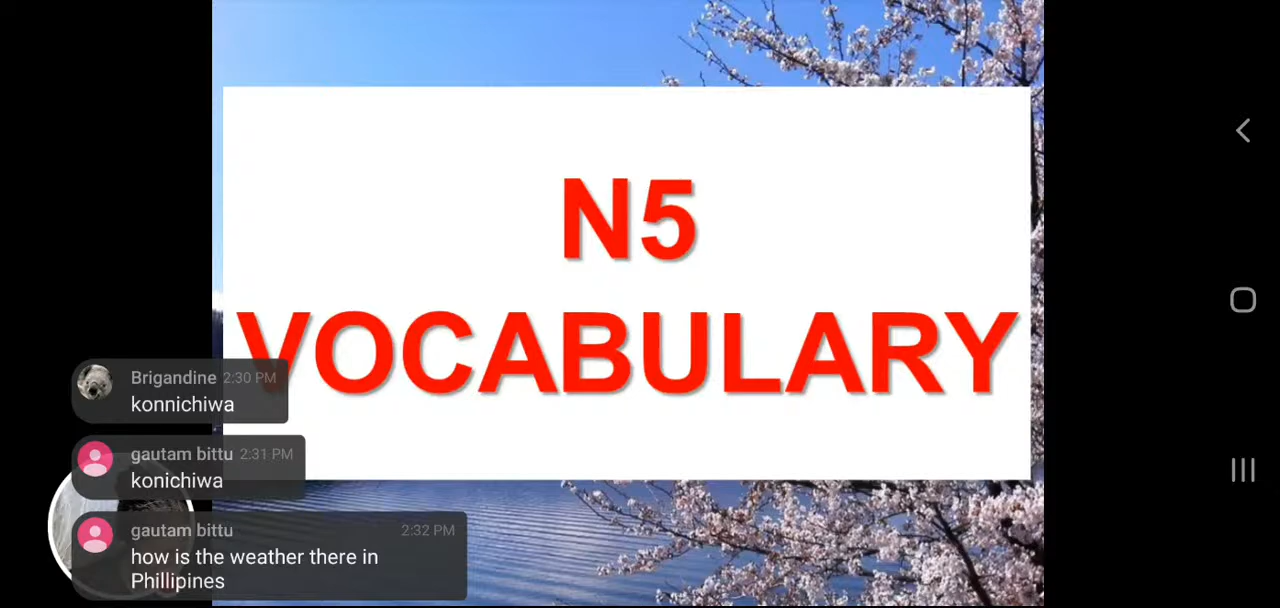 N5
VOCABULARY
Brigandine 2:30 PM
konnichiwa
gautam bittu 2:31 PM
konichiwa
gautam bittu 2:32 PM
how is the weather there in
Phillipines